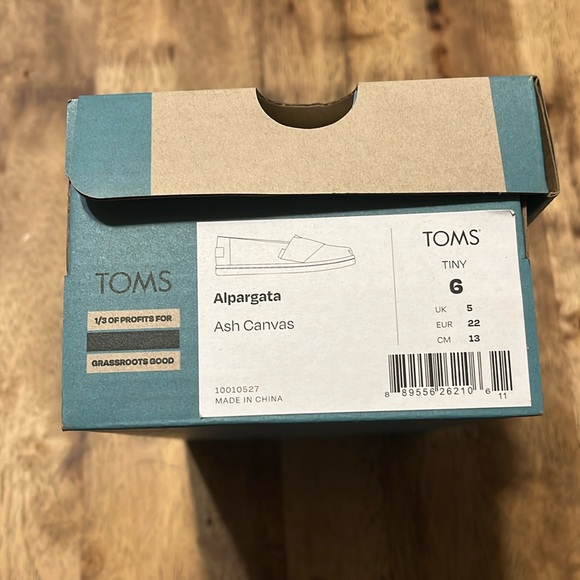 TOMS
1/3 OF PROFITS FOR
GRASSROOTS GOOD
Alpargata
Ash Canvas
10010527
MADE IN CHINA
TOMS®
TINY
6
UK 5
EUR 22
CM 13
8 89556 26210 6
11